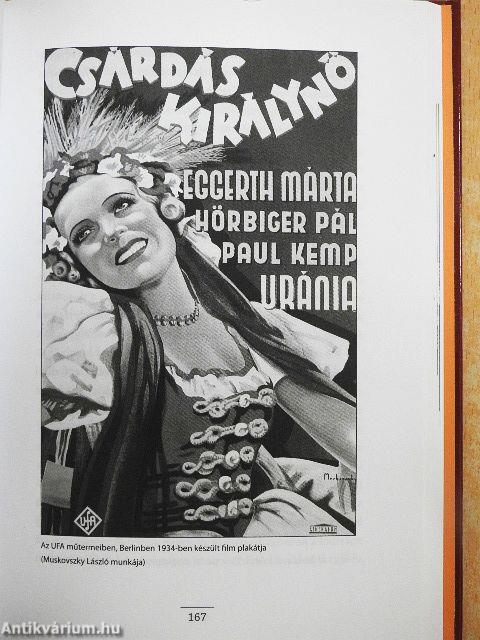 CSÁRDÁS
KIRÁLYNŐ
EGGERTH MÁRTA
HÖRBIGER PÁL
PAUL KEMP
URÁNIA
Ufa
Az UFA műtermeiben, Berlinben 1934-ben készült film plakátja
(Muskovszky László munkája)
167
Antikvárium.hu